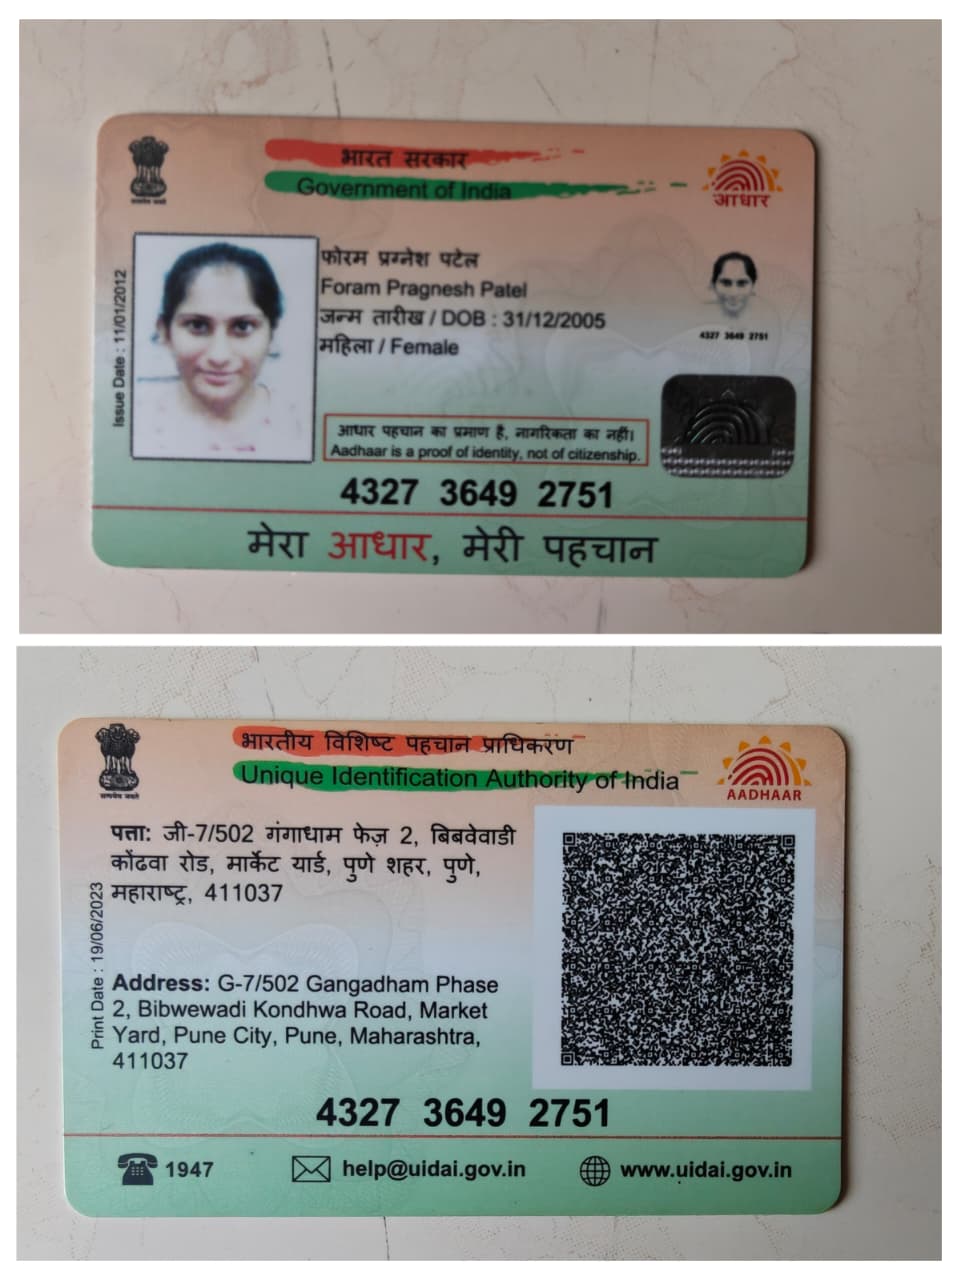 भारत सरकार
Government of India
आधार
Issue Date : 11/01/2012
फोरम प्रग्नेश पटेल
Foram Pragnesh Patel
जन्म तारीख / DOB : 31/12/2005
महिला / Female
4327 3649 2751
आधार पहचान का प्रमाण है, नागरिकता का नहीं।
Aadhaar is a proof of identity, not of citizenship.
4327 3649 2751
मेरा आधार, मेरी पहचान
भारतीय विशिष्ट पहचान प्राधिकरण
Unique Identification Authority of India
AADHAAR
पत्ता: जी-7/502 गंगाधाम फेज़ 2, बिबवेवाडी
कोंढवा रोड, मार्केट यार्ड, पुणे शहर, पुणे,
महाराष्ट्र, 411037
Print Date : 19/06/2023
Address: G-7/502 Gangadham Phase
2, Bibwewadi Kondhwa Road, Market
Yard, Pune City, Pune, Maharashtra,
411037
4327 3649 2751
1947
help@uidai.gov.in
www.uidai.gov.in